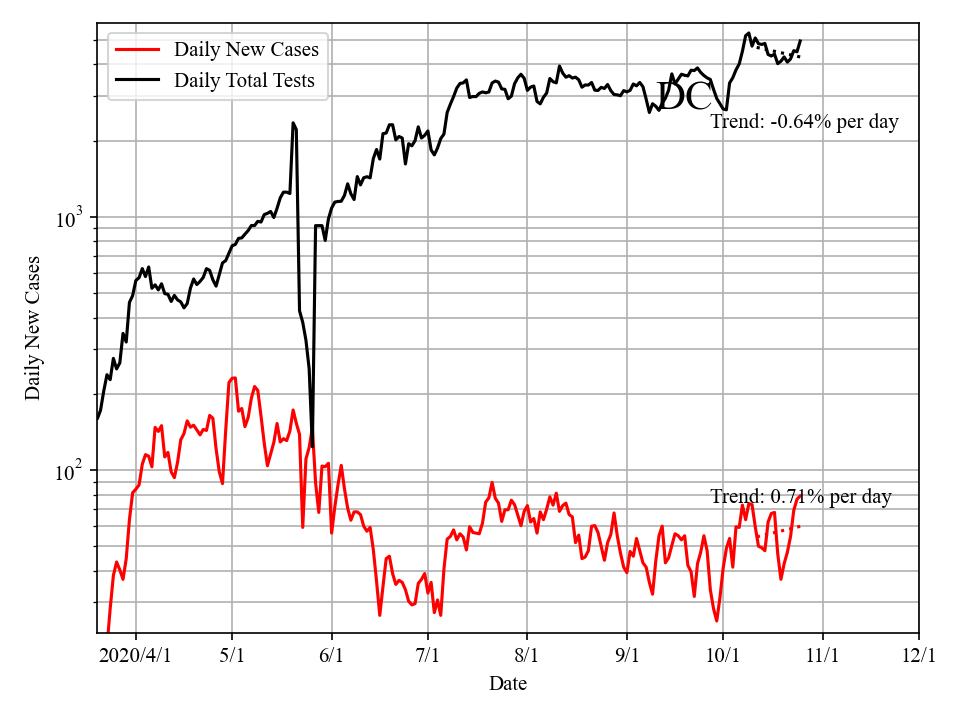 Daily New Cases
Daily Total Tests
DC
Trend: -0.64% per day
Trend: 0.71% per day
10^3
10^2
Daily New Cases
2020/4/1 5/1 6/1 7/1 8/1 9/1 10/1 11/1 12/1
Date